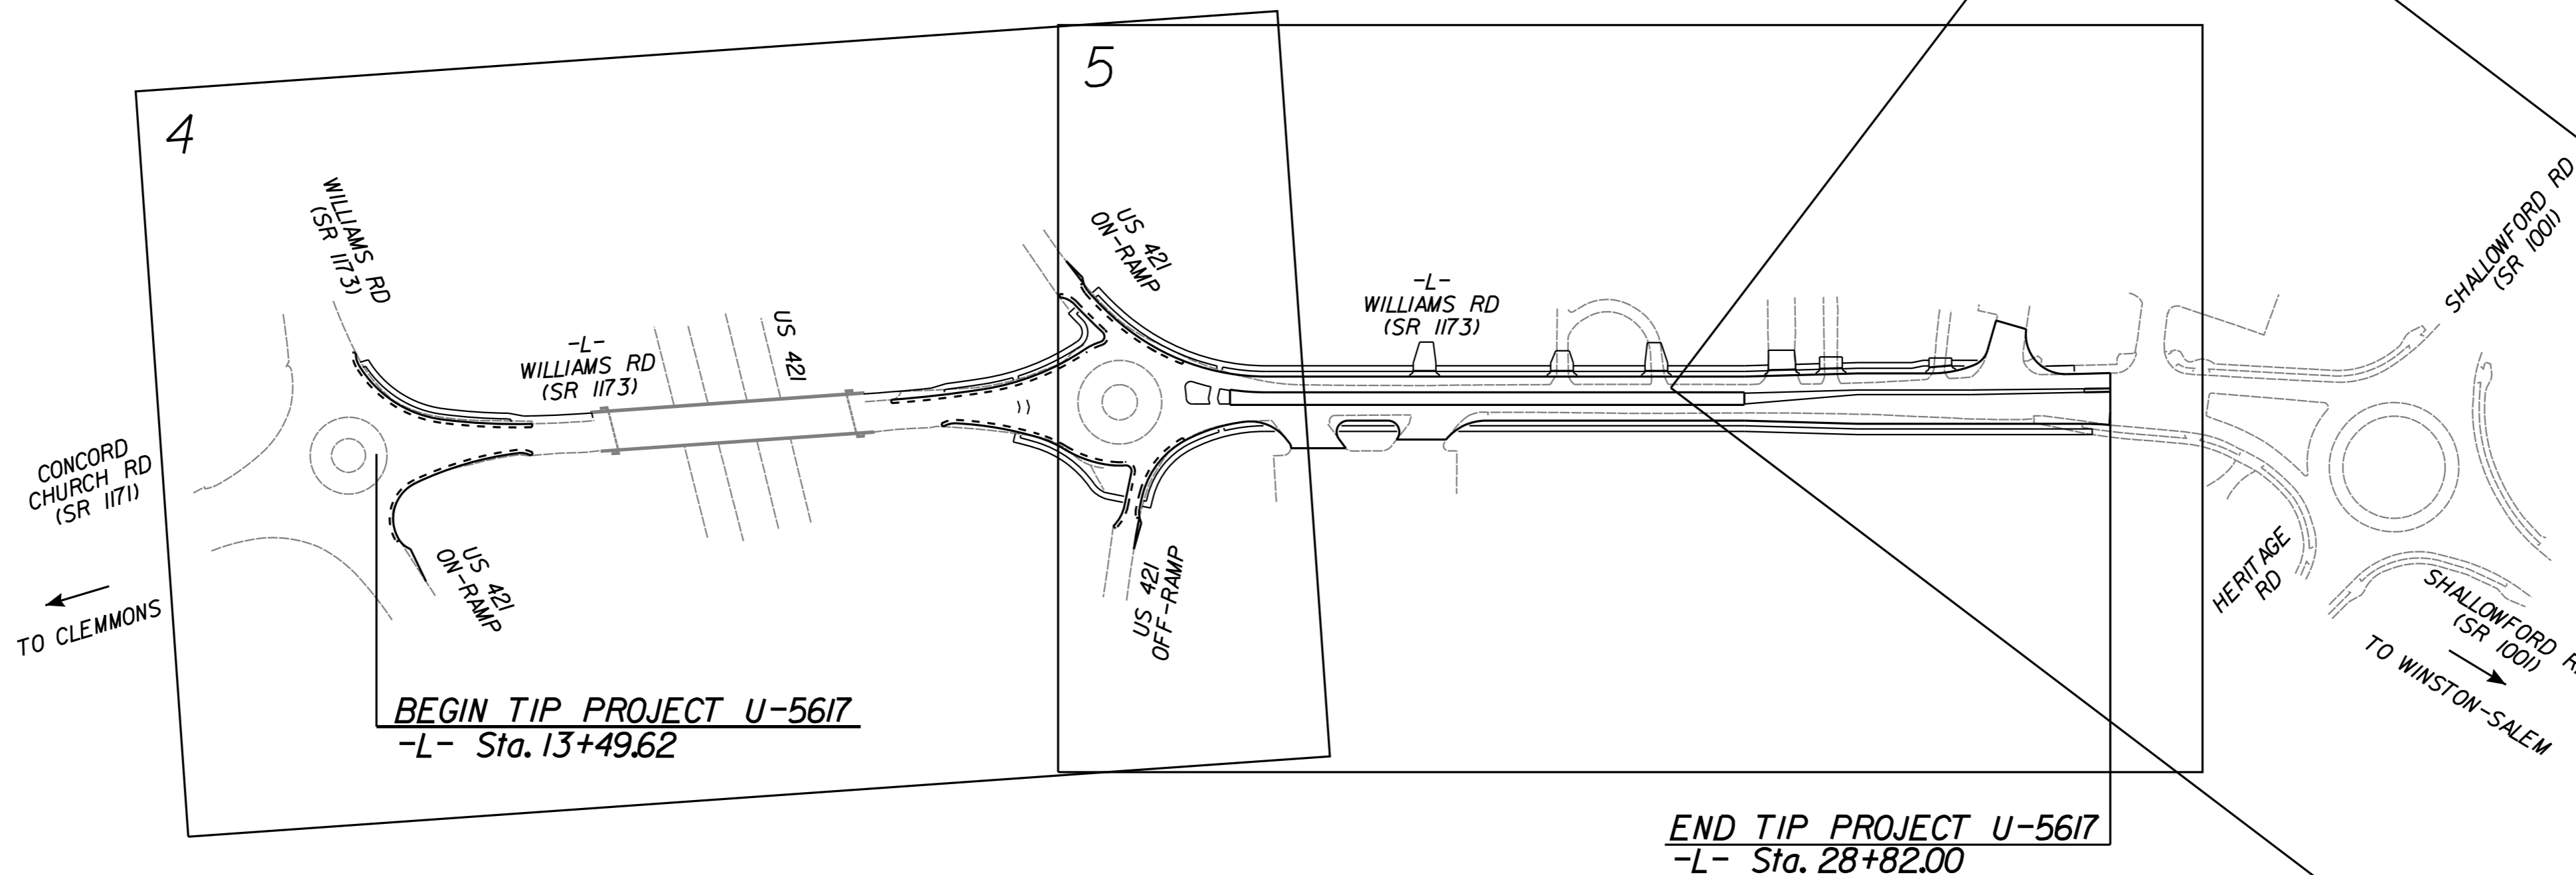 4
5
WILLIAMS RD
(SR 1173)
US 421
ON-RAMP
-L-
WILLIAMS RD
(SR 1173)
US 421
-L-
WILLIAMS RD
(SR 1173)
SHALLOWFORD RD
(SR 1001)
CONCORD
CHURCH RD
(SR 1171)
TO CLEMMONS
US 421
ON-RAMP
US 421
OFF-RAMP
HERITAGE
RD
SHALLOWFORD
(SR 1001)
TO WINSTON-SALEM
BEGIN TIP PROJECT U-5617
-L- Sta. 13+49.62
END TIP PROJECT U-5617
-L- Sta. 28+82.00